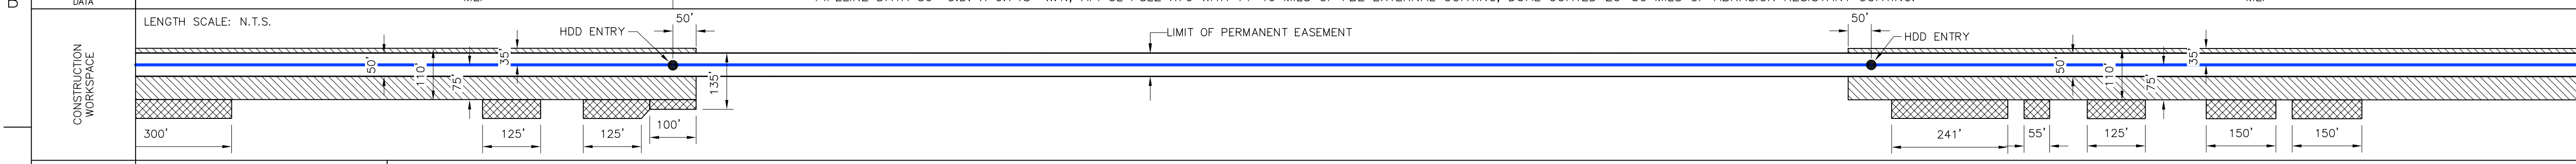 B
DATA
LENGTH SCALE: N.T.S.
CONSTRUCTION
WORKSPACE
HDD ENTRY
50'
LIMIT OF PERMANENT EASEMENT
50'
HDD ENTRY
50'
110'
75'
35'
135'
50'
110'
75'
35'
300'
125'
125'
100'
241'
55'
125'
150'
150'